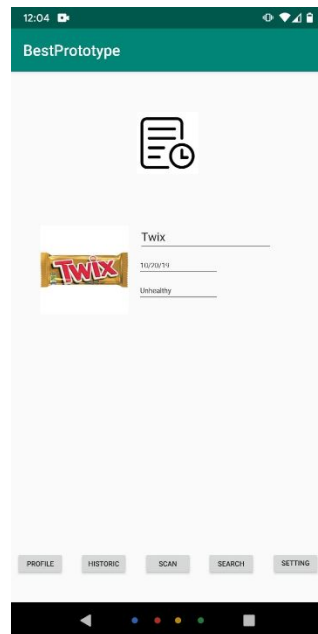 12:04
BestPrototype
Twix
TWIX
10/20/19
Unhealthy
PROFILE HISTORIC SCAN SEARCH SETTING